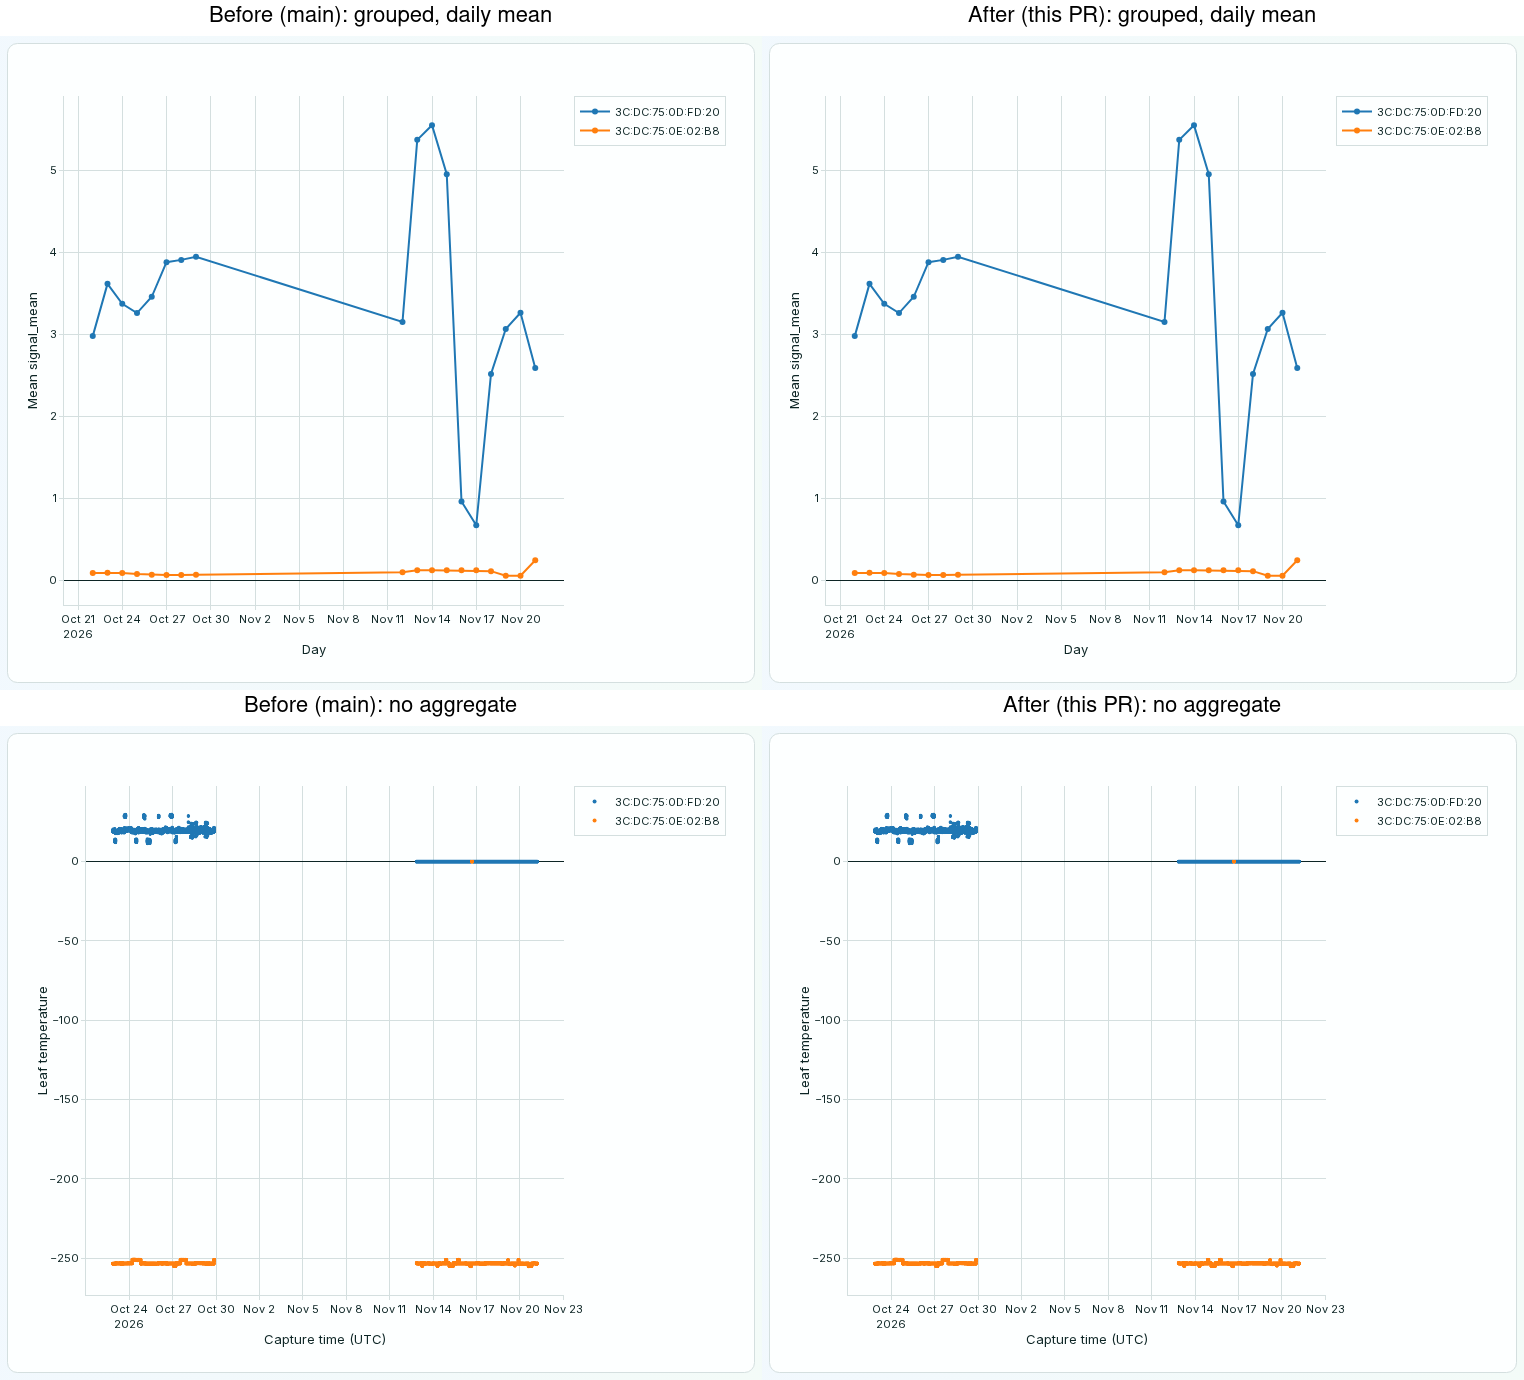 Before (main): grouped, daily mean
3C:DC:75:0D:FD:20
3C:DC:75:0E:02:B8
5
4
3
2
1
0
Mean signal_mean
Oct 21 Oct 24 Oct 27 Oct 30 Nov 2 Nov 5 Nov 8 Nov 11 Nov 14 Nov 17 Nov 20
2026
Day
After (this PR): grouped, daily mean
3C:DC:75:0D:FD:20
3C:DC:75:0E:02:B8
5
4
3
2
1
0
Mean signal_mean
Oct 21 Oct 24 Oct 27 Oct 30 Nov 2 Nov 5 Nov 8 Nov 11 Nov 14 Nov 17 Nov 20
2026
Day
Before (main): no aggregate
3C:DC:75:0D:FD:20
3C:DC:75:0E:02:B8
0
−50
−100
−150
−200
−250
Leaf temperature
Oct 24 Oct 27 Oct 30 Nov 2 Nov 5 Nov 8 Nov 11 Nov 14 Nov 17 Nov 20 Nov 23
2026
Capture time (UTC)
After (this PR): no aggregate
3C:DC:75:0D:FD:20
3C:DC:75:0E:02:B8
0
−50
−100
−150
−200
−250
Leaf temperature
Oct 24 Oct 27 Oct 30 Nov 2 Nov 5 Nov 8 Nov 11 Nov 14 Nov 17 Nov 20 Nov 23
2026
Capture time (UTC)